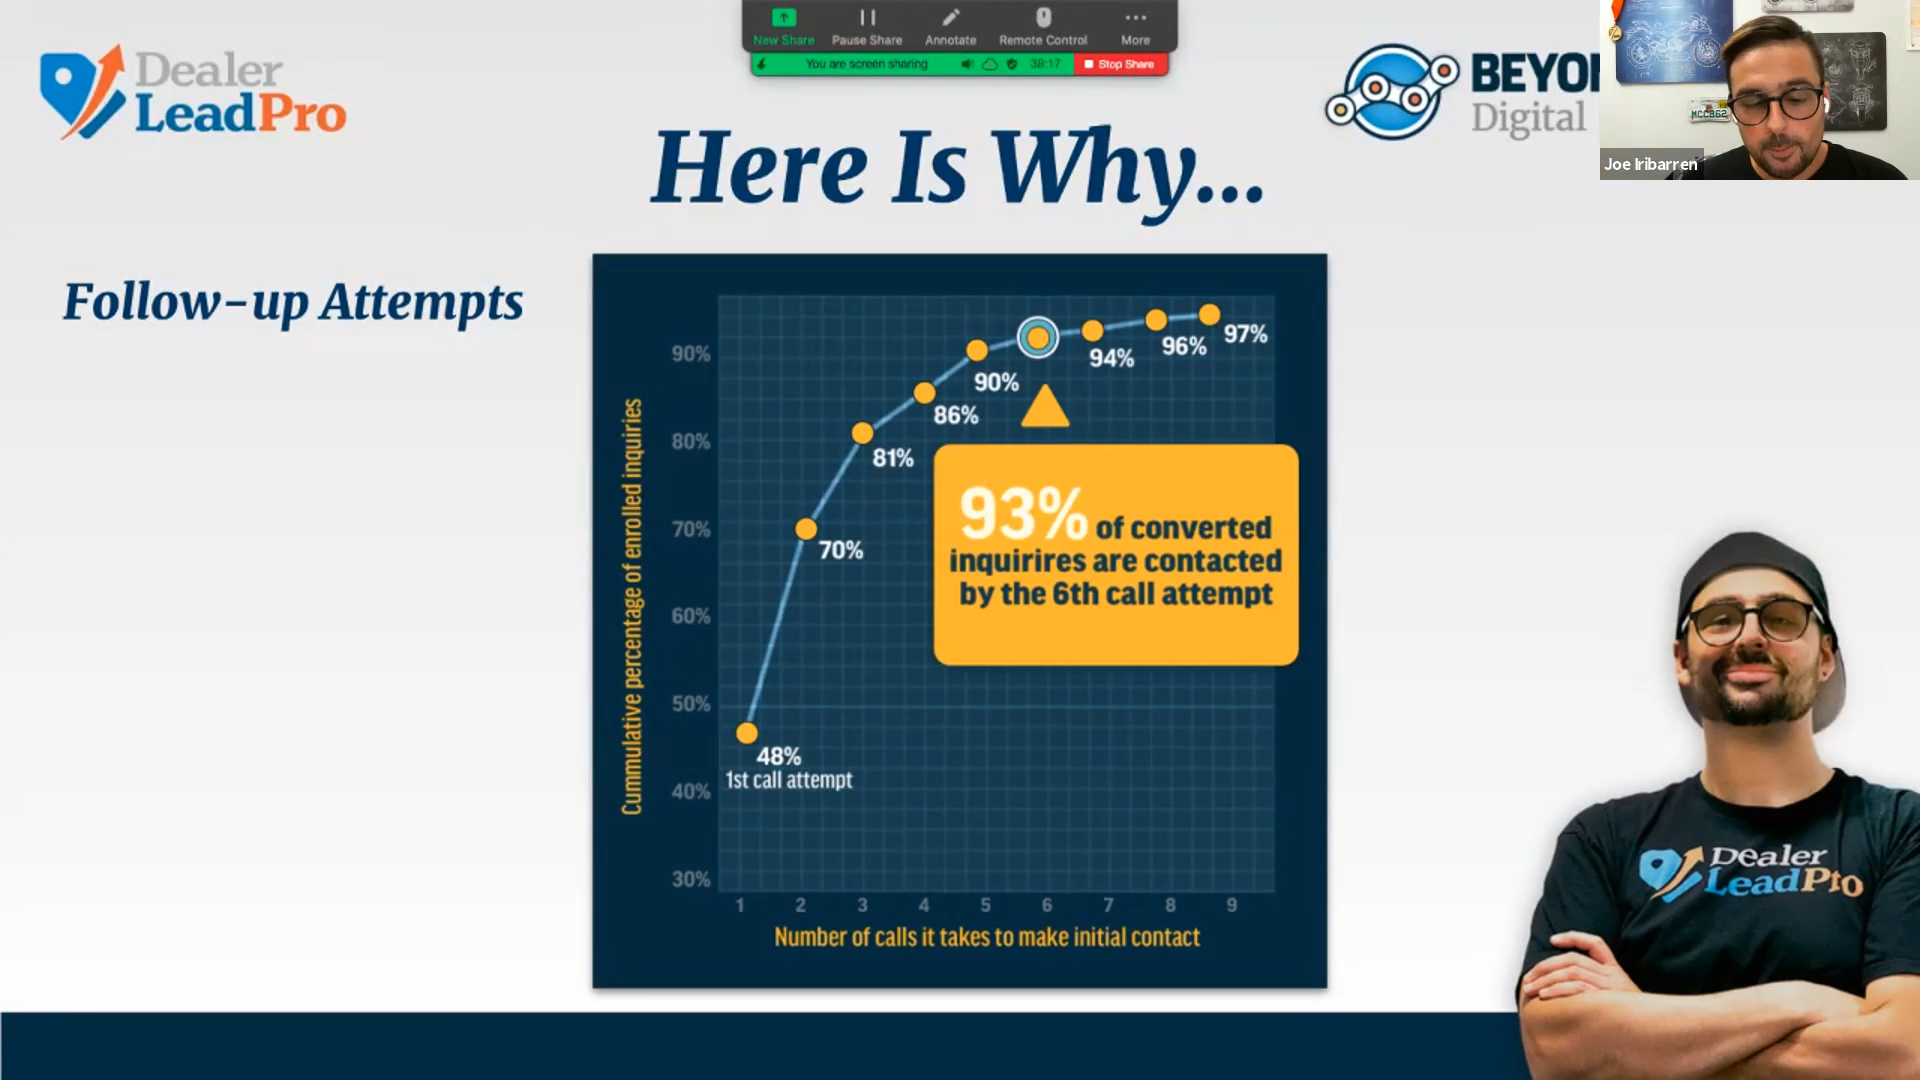 New Share
Pause Share
Annotate
Remote Control
More
You are screen sharing
38:17
Stop Share
Dealer
LeadPro
BEYO
Digital
MCCB62
Joe Iribarren
Here Is Why...
Follow-up Attempts
Cummulative percentage of enrolled inquiries
90%
80%
70%
60%
50%
40%
30%
48%
1st call attempt
70%
81%
86%
90%
94%
96%
97%
93% of converted
inquirires are contacted
by the 6th call attempt
1 2 3 4 5 6 7 8 9
Number of calls it takes to make initial contact
Dealer
LeadPro